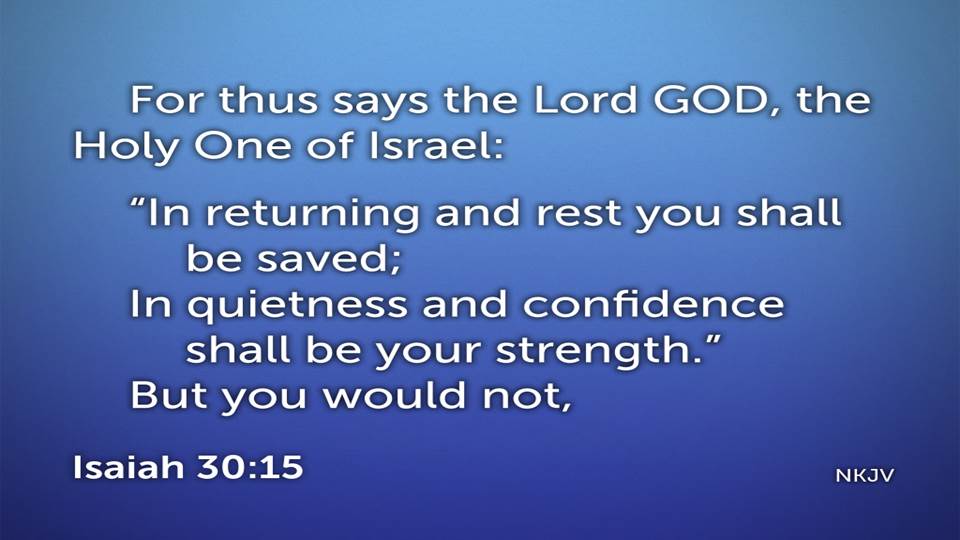 For thus says the Lord GOD, the
Holy One of Israel:
“In returning and rest you shall
be saved;
In quietness and confidence
shall be your strength.”
But you would not,
Isaiah 30:15
NKJV